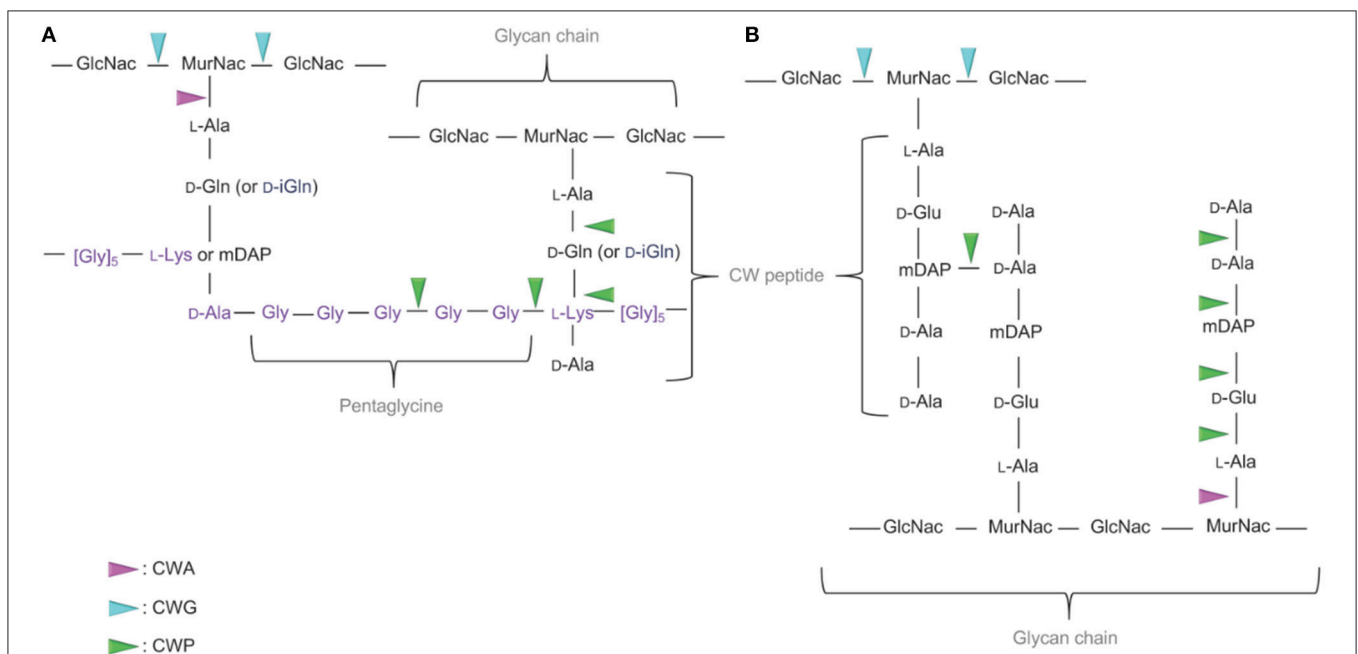 A
GlcNac MurNac GlcNac
L-Ala
D-Gln (or D-iGln)
[Gly]5 L-Lys or mDAP
D-Ala Gly Gly Gly Gly Gly L-Lys [Gly]5
Pentaglycine
Glycan chain
GlcNac MurNac GlcNac
L-Ala
D-Gln (or D-iGln)
D-Ala
CW peptide
B
GlcNac MurNac GlcNac
L-Ala
D-Glu D-Ala D-Ala
mDAP D-Ala D-Ala
D-Ala mDAP mDAP
D-Ala D-Glu D-Glu
L-Ala L-Ala
GlcNac MurNac GlcNac MurNac
Glycan chain
: CWA
: CWG
: CWP